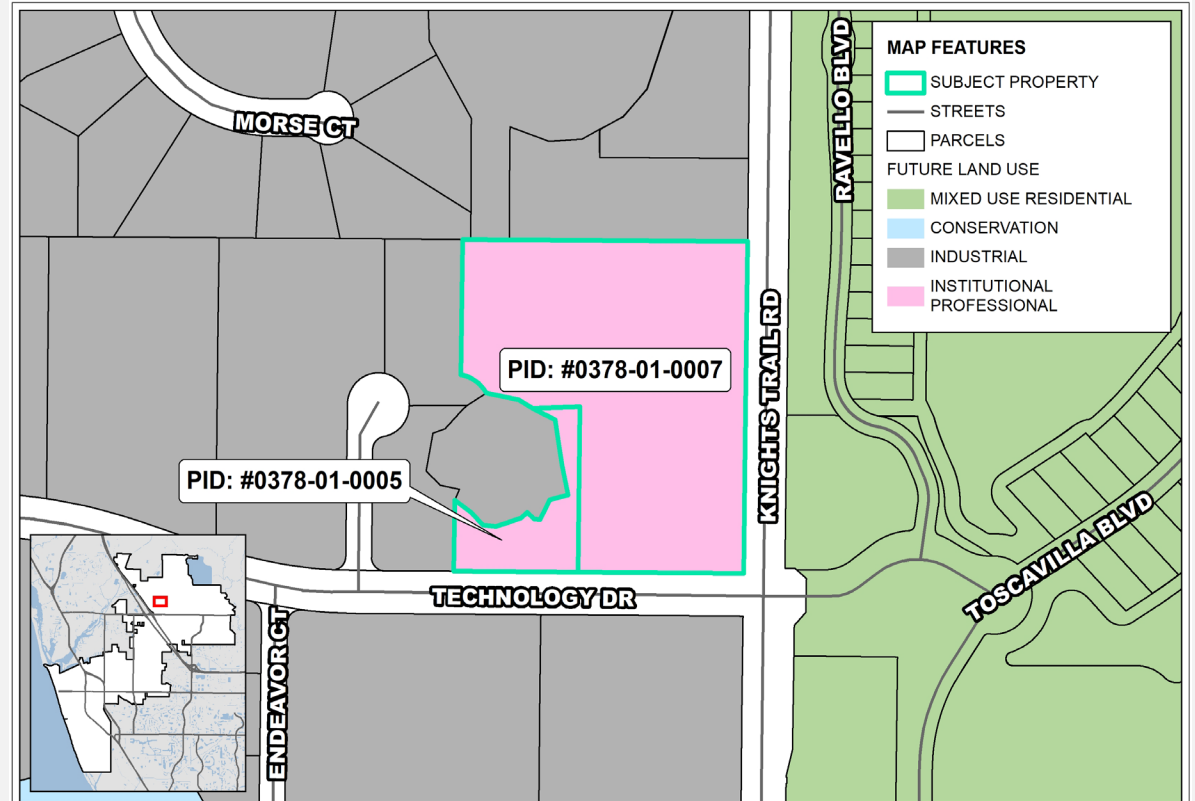 MORSE CT
RAVELLO BLVD
MAP FEATURES
SUBJECT PROPERTY
STREETS
PARCELS
FUTURE LAND USE
MIXED USE RESIDENTIAL
CONSERVATION
INDUSTRIAL
INSTITUTIONAL
PROFESSIONAL
PID: #0378-01-0007
KNIGHTS TRAIL RD
PID: #0378-01-0005
TECHNOLOGY DR
TOSCAVILLA BLVD
ENDEAVOR CT